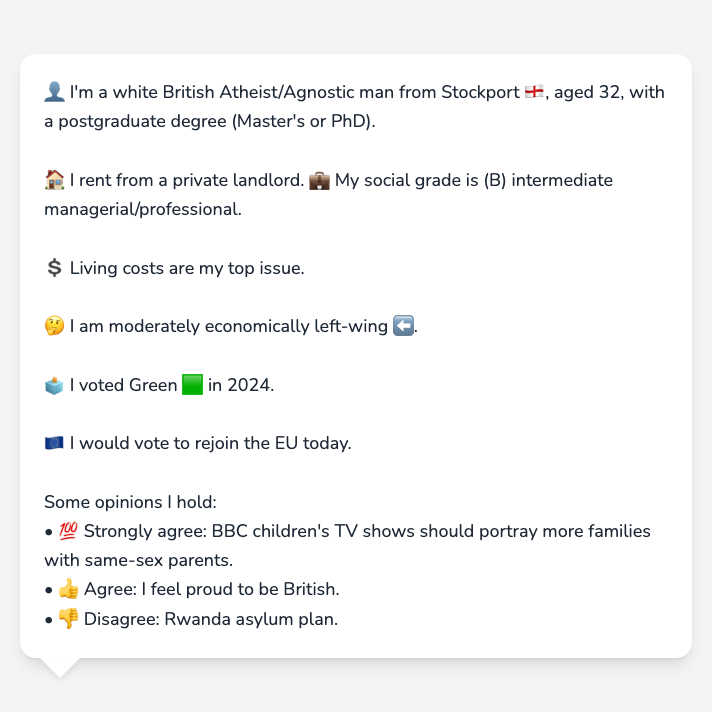 👤 I'm a white British Atheist/Agnostic man from Stockport 🏴󠁧󠁢󠁥󠁮󠁧󠁿, aged 32, with
a postgraduate degree (Master's or PhD).
🏠 I rent from a private landlord. 💼 My social grade is (B) intermediate
managerial/professional.
💲 Living costs are my top issue.
🤔 I am moderately economically left-wing ⬅️.
🗳️ I voted Green 🟩 in 2024.
🇪🇺 I would vote to rejoin the EU today.
Some opinions I hold:
• 💯 Strongly agree: BBC children's TV shows should portray more families
with same-sex parents.
• 👍 Agree: I feel proud to be British.
• 👎 Disagree: Rwanda asylum plan.